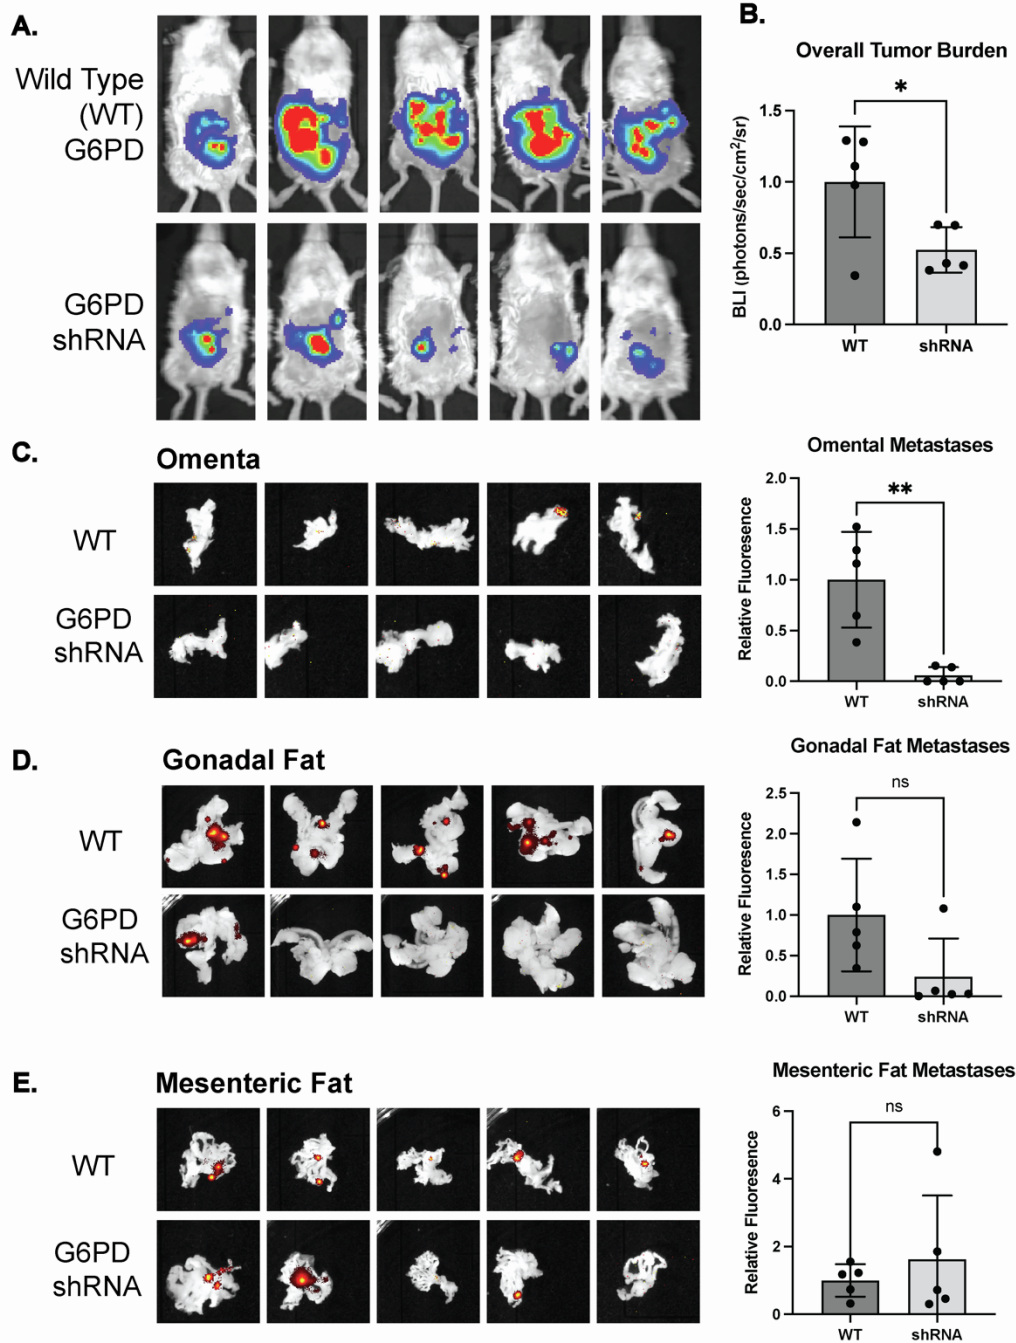 A.
Wild Type
(WT)
G6PD
G6PD
shRNA
B.
Overall Tumor Burden
BLI (photons/sec/cm²/sr)
1.5
1.0
0.5
0.0
*
WT
shRNA
C.
Omenta
WT
G6PD
shRNA
Omental Metastases
Relative Fluoresence
2.0
1.5
1.0
0.5
0.0
**
WT
shRNA
D.
Gonadal Fat
WT
G6PD
shRNA
Gonadal Fat Metastases
Relative Fluoresence
2.5
2.0
1.5
1.0
0.5
0.0
ns
WT
shRNA
E.
Mesenteric Fat
WT
G6PD
shRNA
Mesenteric Fat Metastases
Relative Fluoresence
6
4
2
0
ns
WT
shRNA